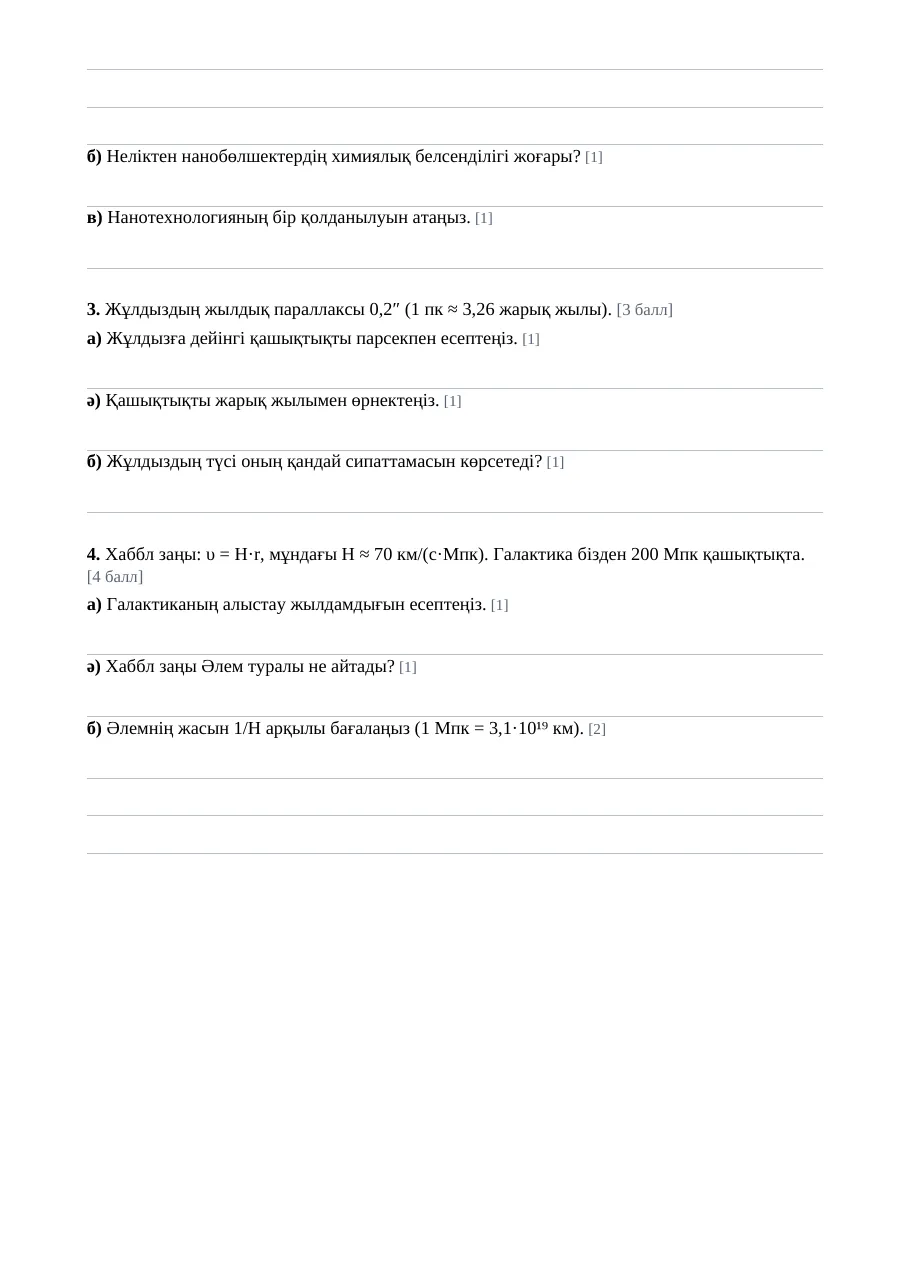 б) Неліктен нанобөлшектердің химиялық белсенділігі жоғары? [1]
в) Нанотехнологияның бір қолданылуын атаңыз. [1]
3. Жұлдыздың жылдық параллаксы 0,2″ (1 пк ≈ 3,26 жарық жылы). [3 балл]
а) Жұлдызға дейінгі қашықтықты парсекпен есептеңіз. [1]
ә) Қашықтықты жарық жылымен өрнектеңіз. [1]
б) Жұлдыздың түсі оның қандай сипаттамасын көрсетеді? [1]
4. Хаббл заңы: υ = H·r, мұндағы H ≈ 70 км/(с·Мпк). Галактика бізден 200 Мпк қашықтықта.
[4 балл]
а) Галактиканың алыстау жылдамдығын есептеңіз. [1]
ә) Хаббл заңы Әлем туралы не айтады? [1]
б) Әлемнің жасын 1/H арқылы бағалаңыз (1 Мпк = 3,1·10¹⁹ км). [2]